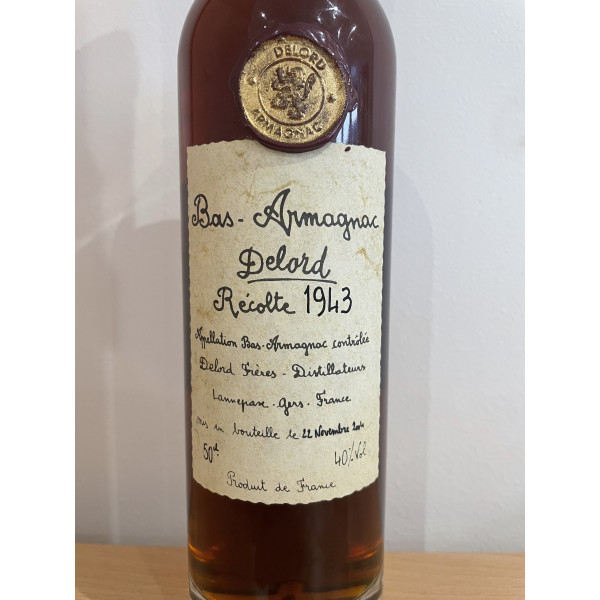 DELORD
ARMAGNAC
Bas-Armagnac
Delord
Récolte 1943
Appellation Bas-Armagnac contrôlée
Delord Frères - Distillateurs
Lannepax - Gers - France
mis en bouteille le 22 Novembre 2004
50cl 40% Vol
Produit de France